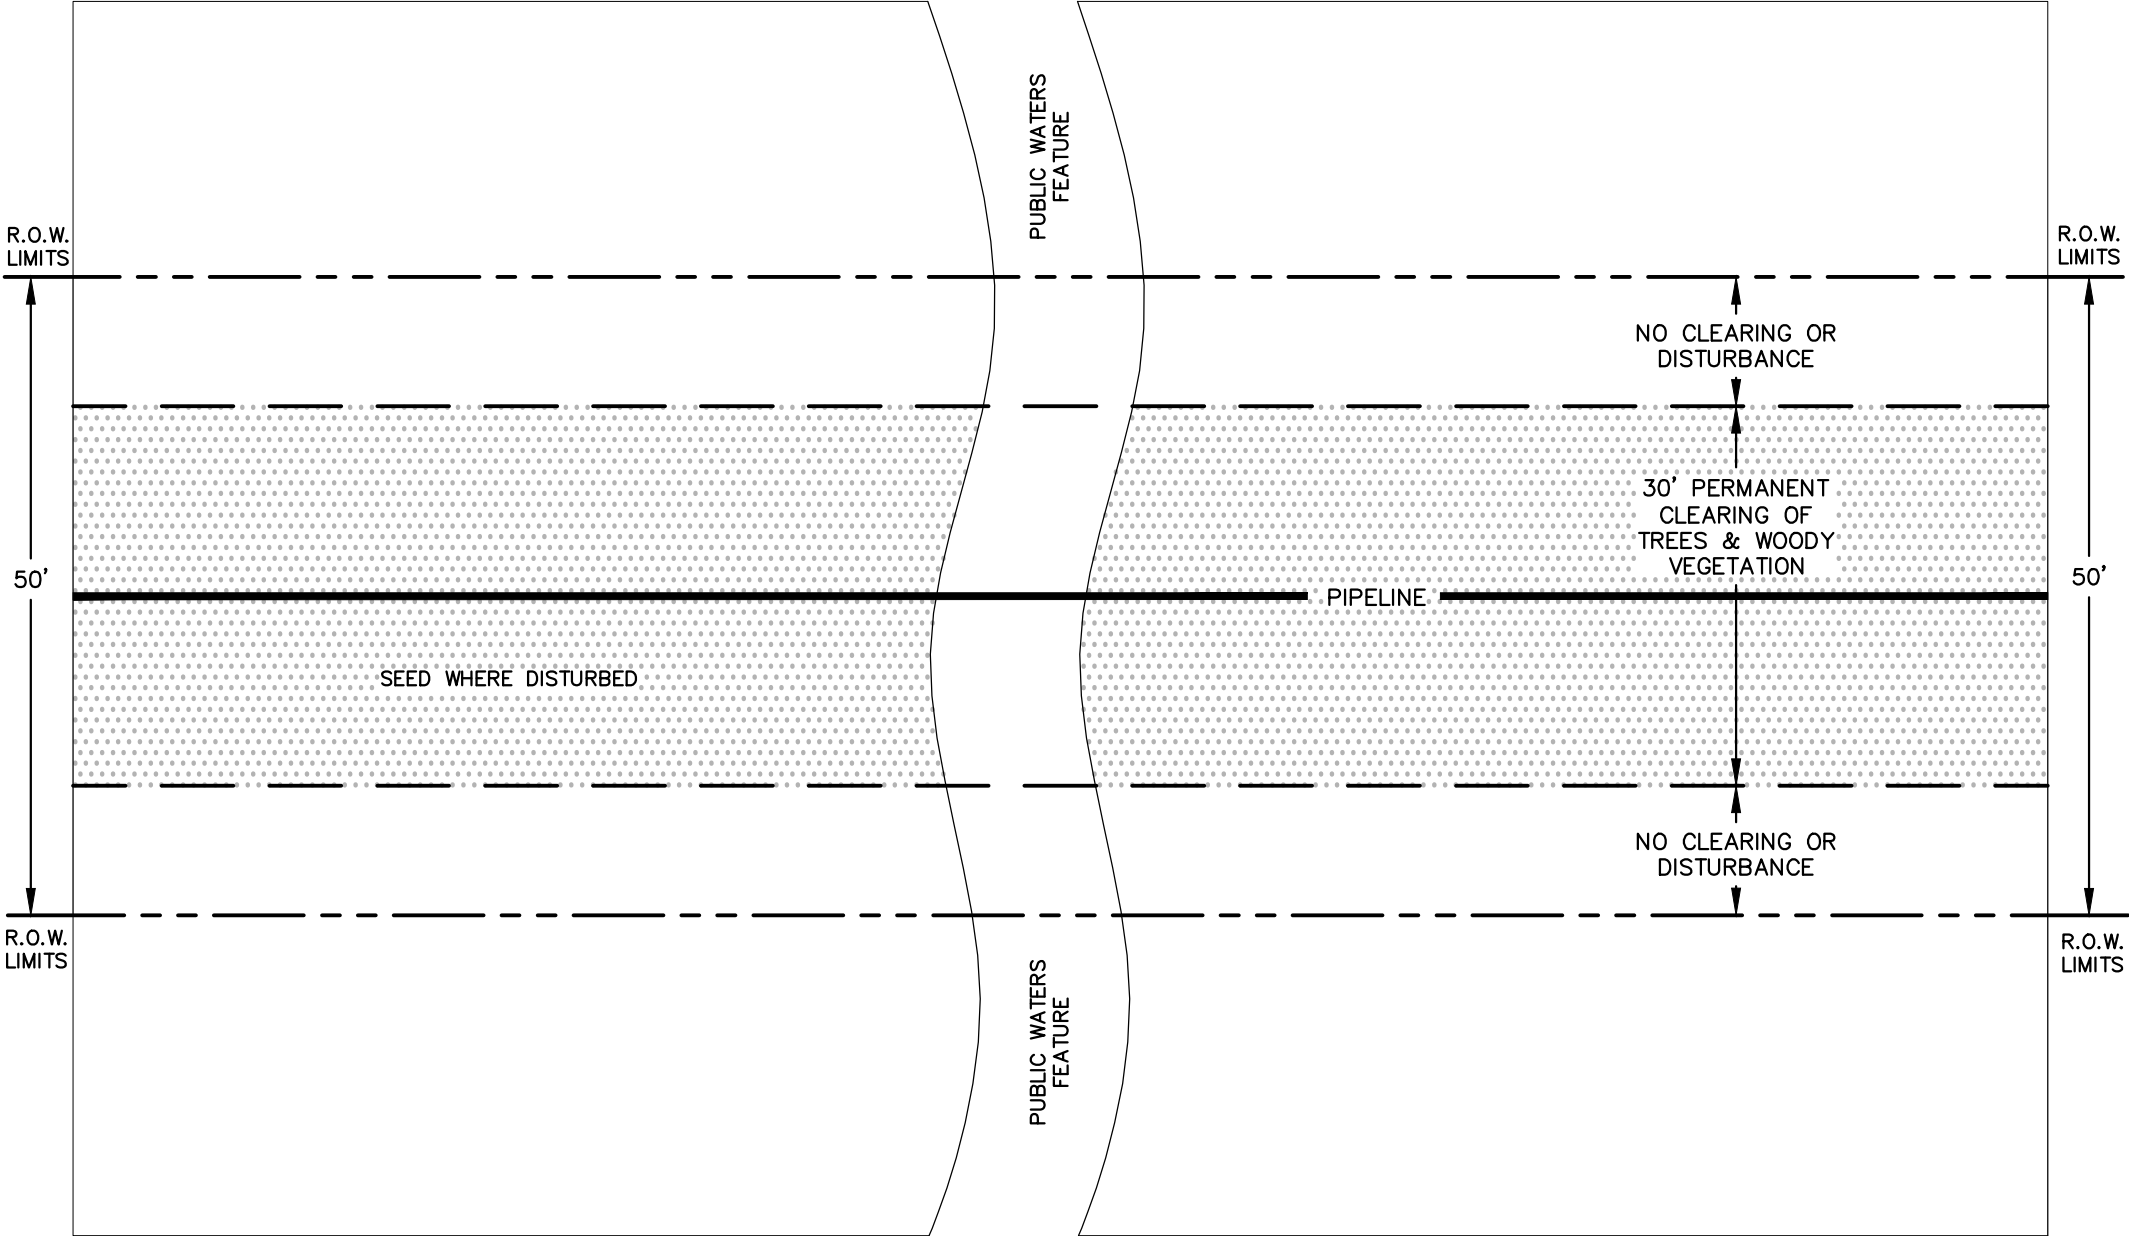 PUBLIC WATERS
FEATURE
R.O.W.
LIMITS
R.O.W.
LIMITS
NO CLEARING OR
DISTURBANCE
30' PERMANENT
CLEARING OF
TREES & WOODY
VEGETATION
50'
50'
PIPELINE
SEED WHERE DISTURBED
NO CLEARING OR
DISTURBANCE
R.O.W.
LIMITS
R.O.W.
LIMITS
PUBLIC WATERS
FEATURE